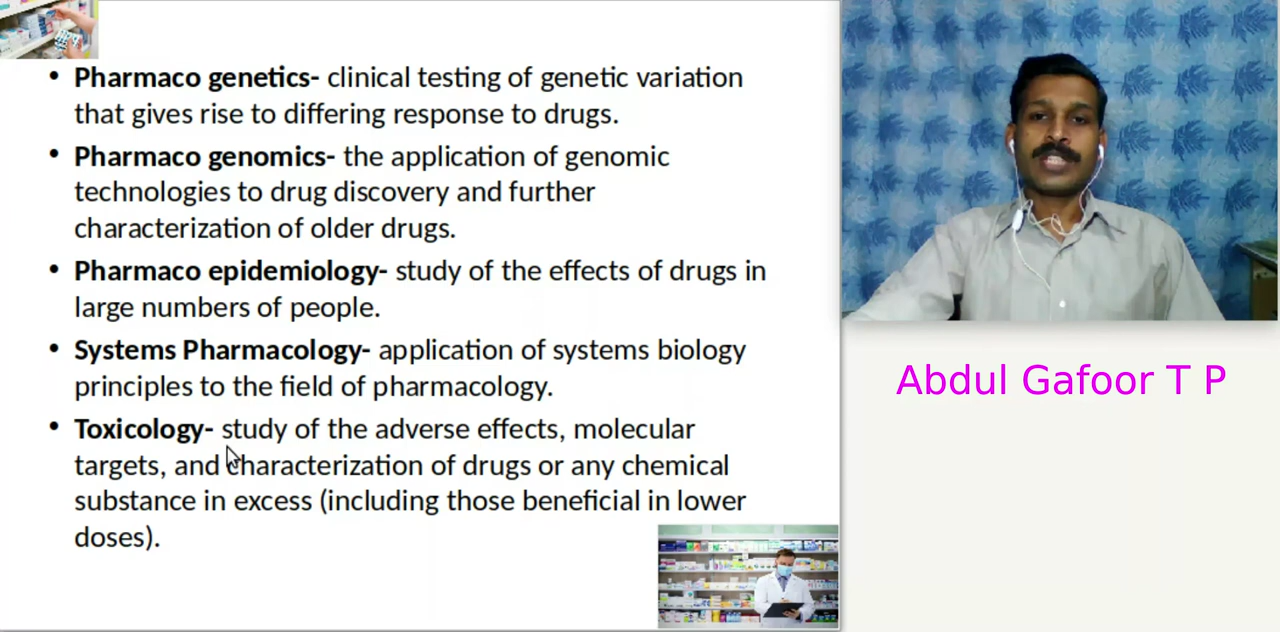 • Pharmaco genetics- clinical testing of genetic variation
that gives rise to differing response to drugs.
• Pharmaco genomics- the application of genomic
technologies to drug discovery and further
characterization of older drugs.
• Pharmaco epidemiology- study of the effects of drugs in
large numbers of people.
• Systems Pharmacology- application of systems biology
principles to the field of pharmacology.
• Toxicology- study of the adverse effects, molecular
targets, and characterization of drugs or any chemical
substance in excess (including those beneficial in lower
doses).
Abdul Gafoor T P